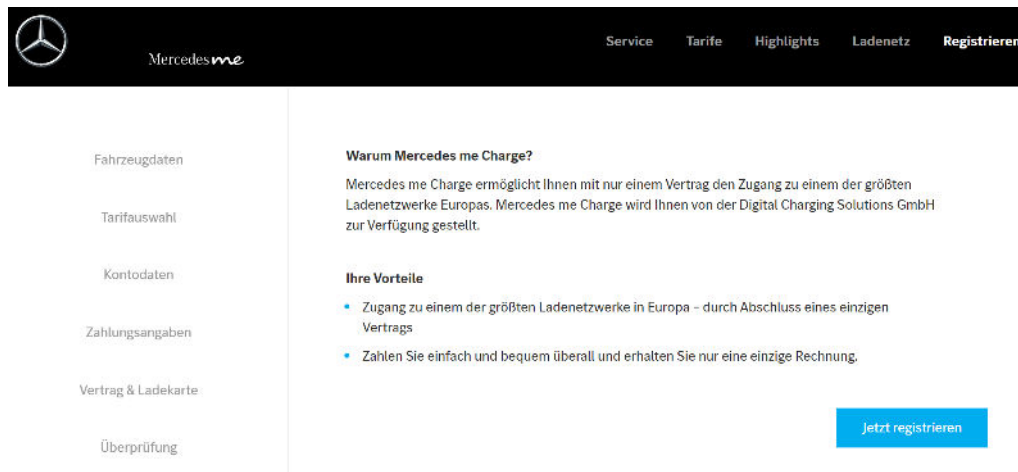 Service Tarife Highlights Ladenetz Registrieren
Mercedes me
Fahrzeugdaten
Tarifauswahl
Kontodaten
Zahlungsangaben
Vertrag & Ladekarte
Überprüfung
Warum Mercedes me Charge?
Mercedes me Charge ermöglicht Ihnen mit nur einem Vertrag den Zugang zu einem der größten
Ladenetzwerke Europas. Mercedes me Charge wird Ihnen von der Digital Charging Solutions GmbH
zur Verfügung gestellt.
Ihre Vorteile
• Zugang zu einem der größten Ladenetzwerke in Europa – durch Abschluss eines einzigen
Vertrags
• Zahlen Sie einfach und bequem überall und erhalten Sie nur eine einzige Rechnung.
Jetzt registrieren